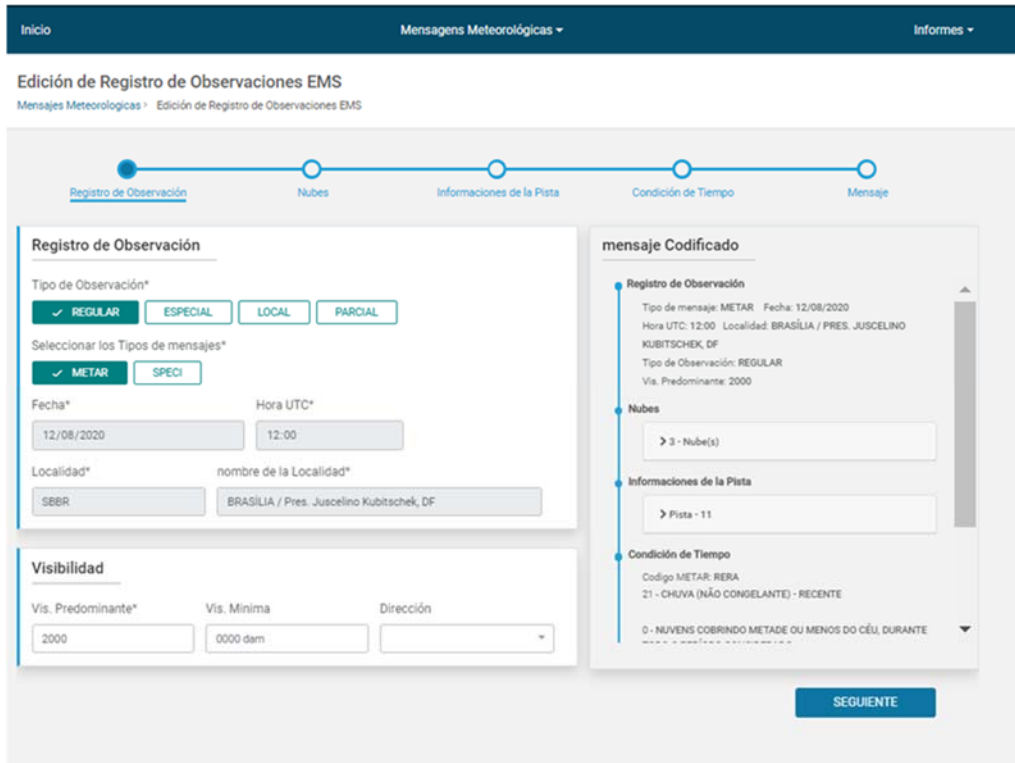 Inicio
Mensagens Meteorológicas
Informes
Edición de Registro de Observaciones EMS
Mensajes Meteorologicas > Edición de Registro de Observaciones EMS
Registro de Observación
Nubes
Informaciones de la Pista
Condición de Tiempo
Mensaje
Registro de Observación
Tipo de Observación*
REGULAR ESPECIAL LOCAL PARCIAL
Seleccionar los Tipos de mensajes*
METAR SPECI
Fecha* Hora UTC*
12/08/2020 12:00
Localidad* nombre de la Localidad*
SBBR BRASÍLIA / Pres. Juscelino Kubitschek, DF
Visibilidad
Vis. Predominante* Vis. Minima Dirección
2000 0000 dam
mensaje Codificado
Registro de Observación
Tipo de mensaje: METAR Fecha: 12/08/2020
Hora UTC: 12:00 Localidad: BRASÍLIA / PRES. JUSCELINO
KUBITSCHEK, DF
Tipo de Observación: REGULAR
Vis. Predominante: 2000
Nubes
> 3 - Nube(s)
Informaciones de la Pista
> Pista - 11
Condición de Tiempo
Codigo METAR: RERA
21 - CHUVA (NÃO CONGELANTE) - RECENTE
0 - NUVENS COBRINDO METADE OU MENOS DO CÉU, DURANTE
SEGUIENTE